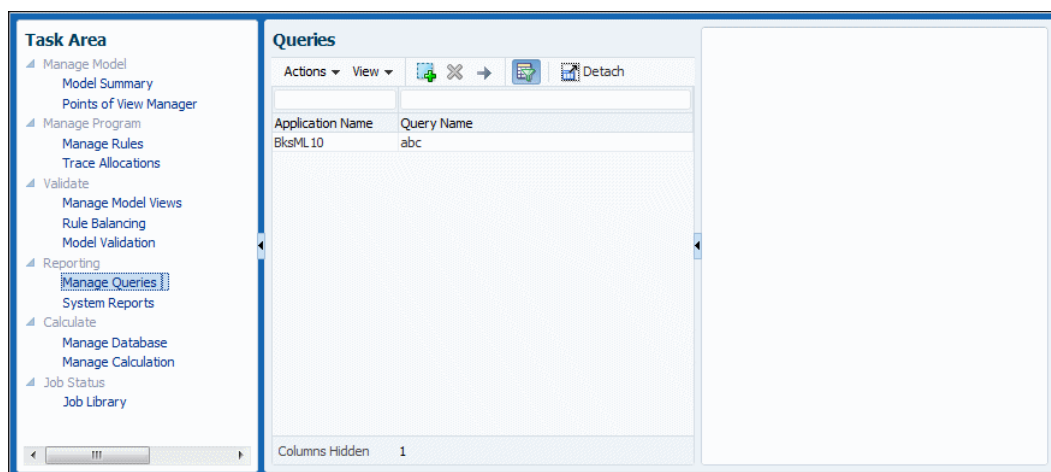 Task Area
Manage Model
Model Summary
Points of View Manager
Manage Program
Manage Rules
Trace Allocations
Validate
Manage Model Views
Rule Balancing
Model Validation
Reporting
Manage Queries
System Reports
Calculate
Manage Database
Manage Calculation
Job Status
Job Library
Queries
Actions View Detach
Application Name Query Name
BksML10 abc
Columns Hidden 1